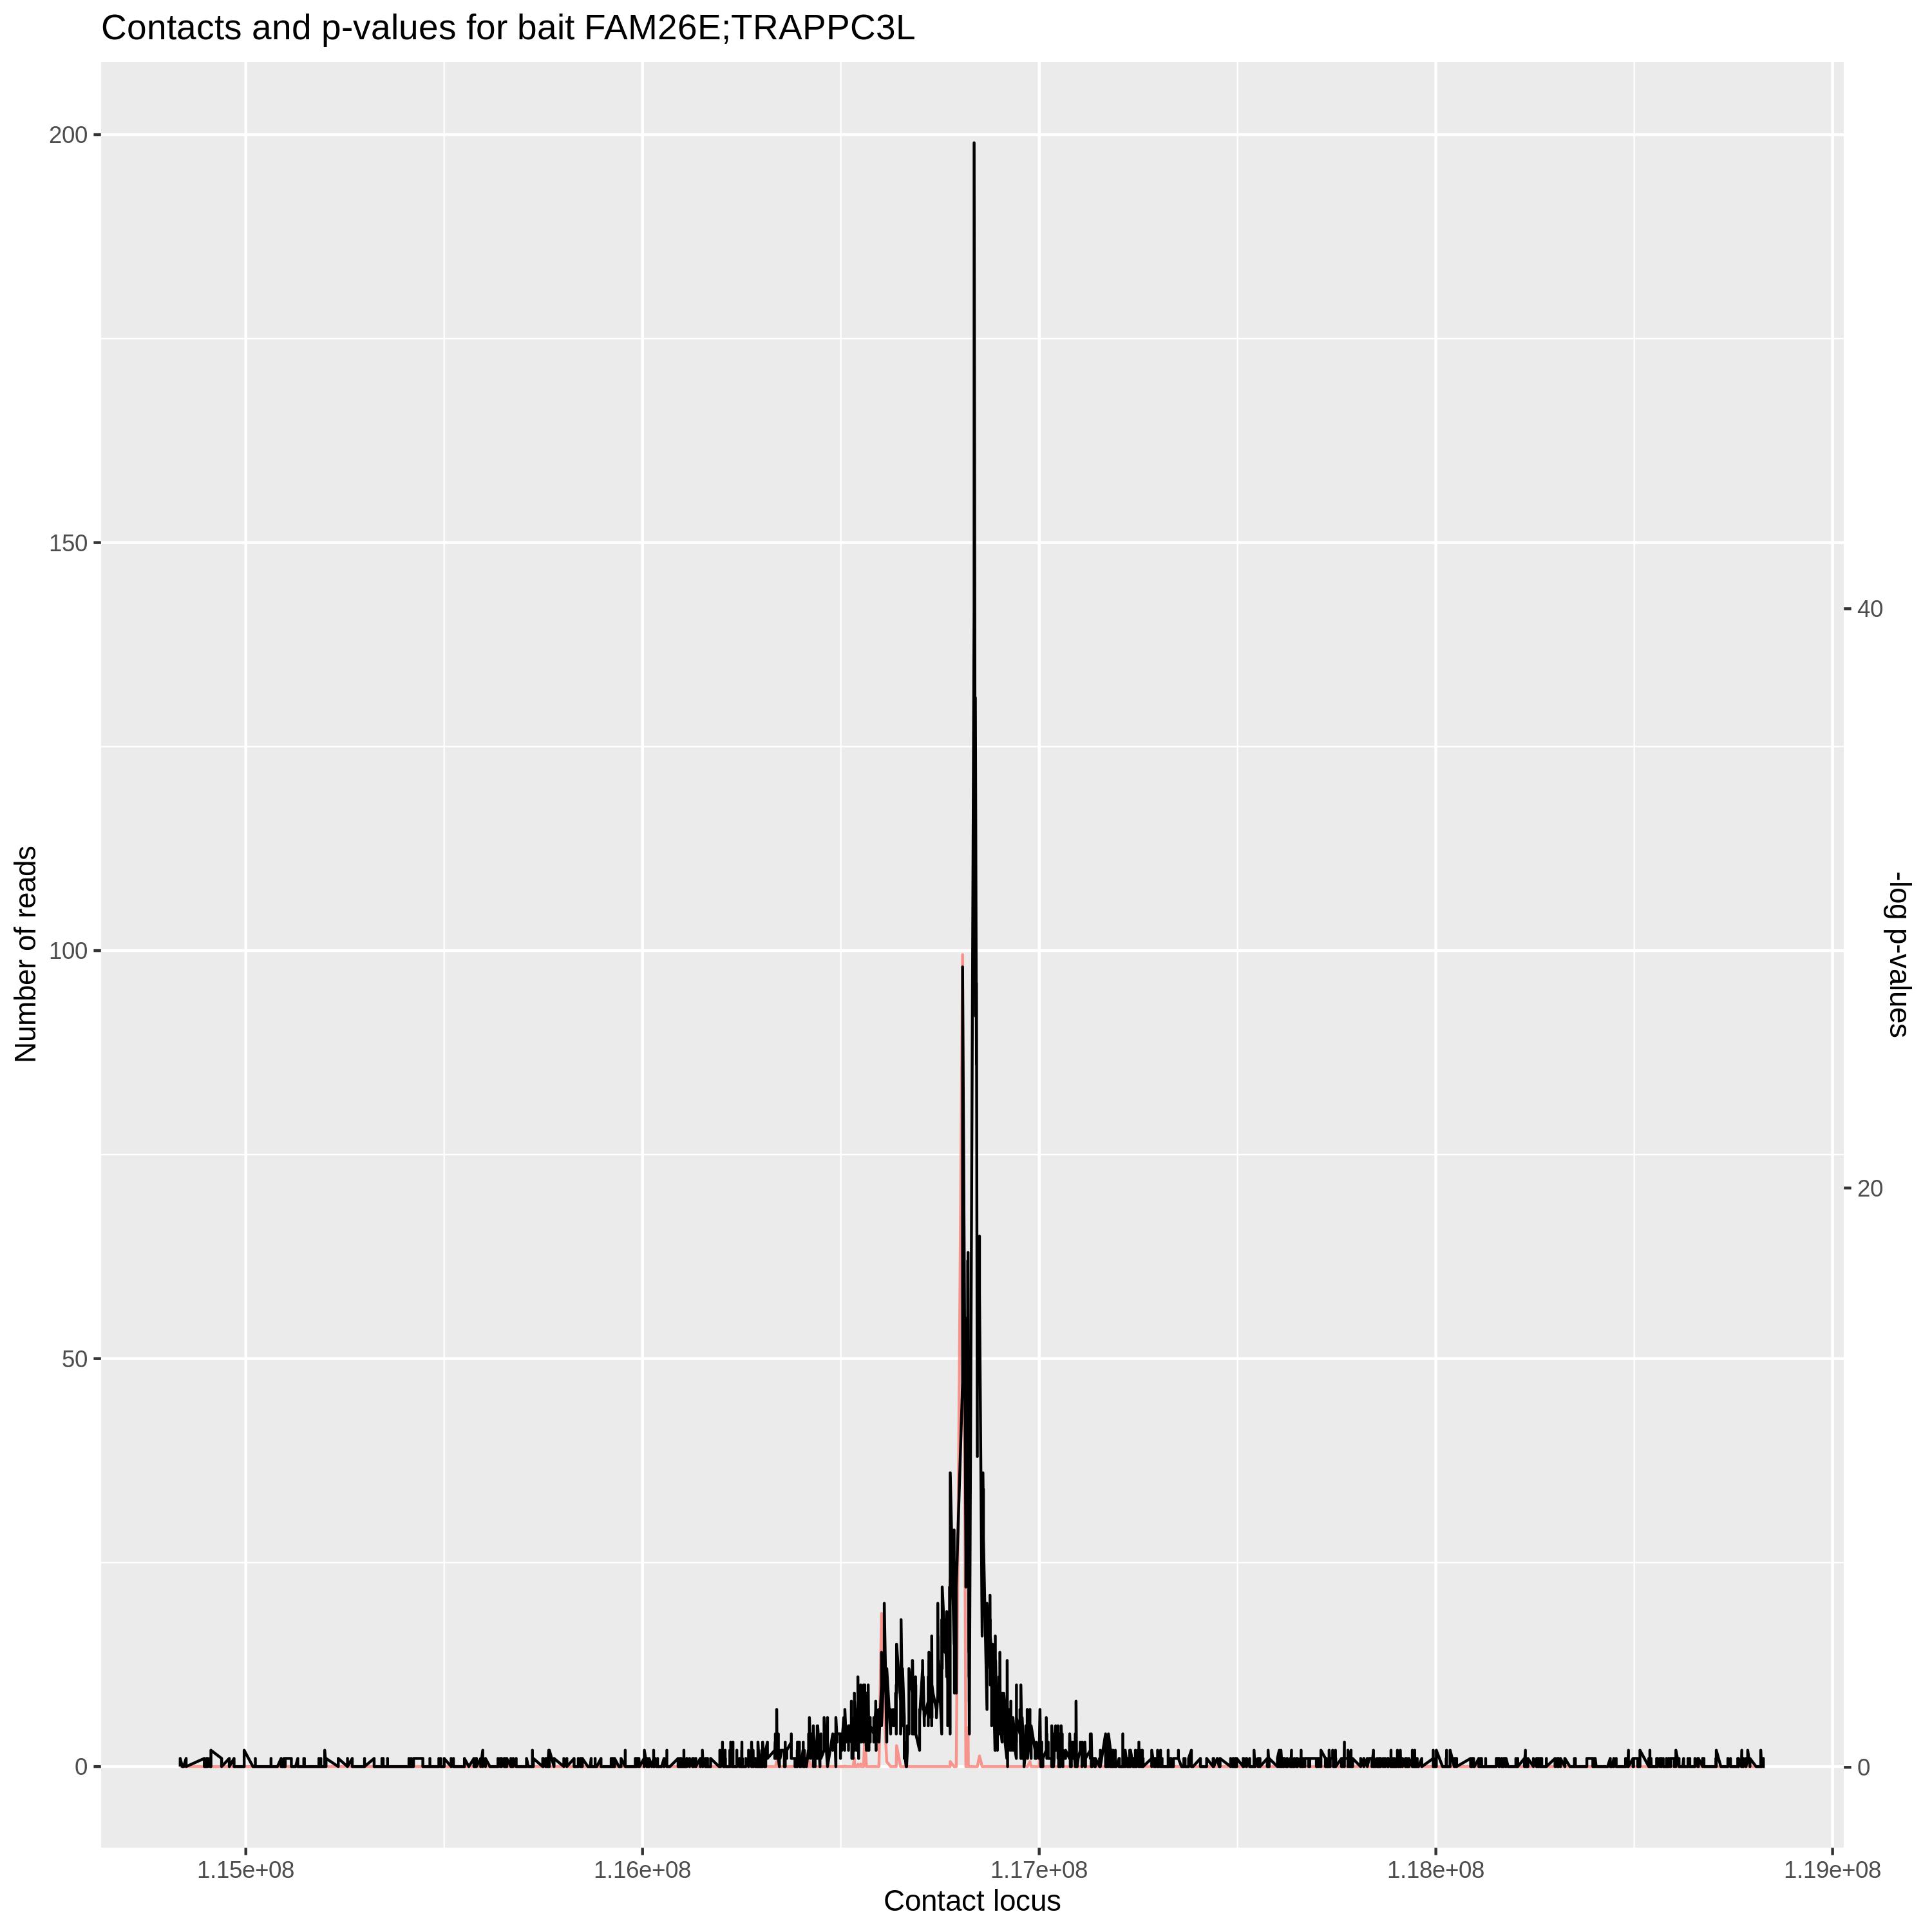 Contacts and p-values for bait FAM26E;TRAPPC3L
200
150
100
50
0
Number of reads
40
20
0
-log p-values
1.15e+08
1.16e+08
1.17e+08
1.18e+08
1.19e+08
Contact locus